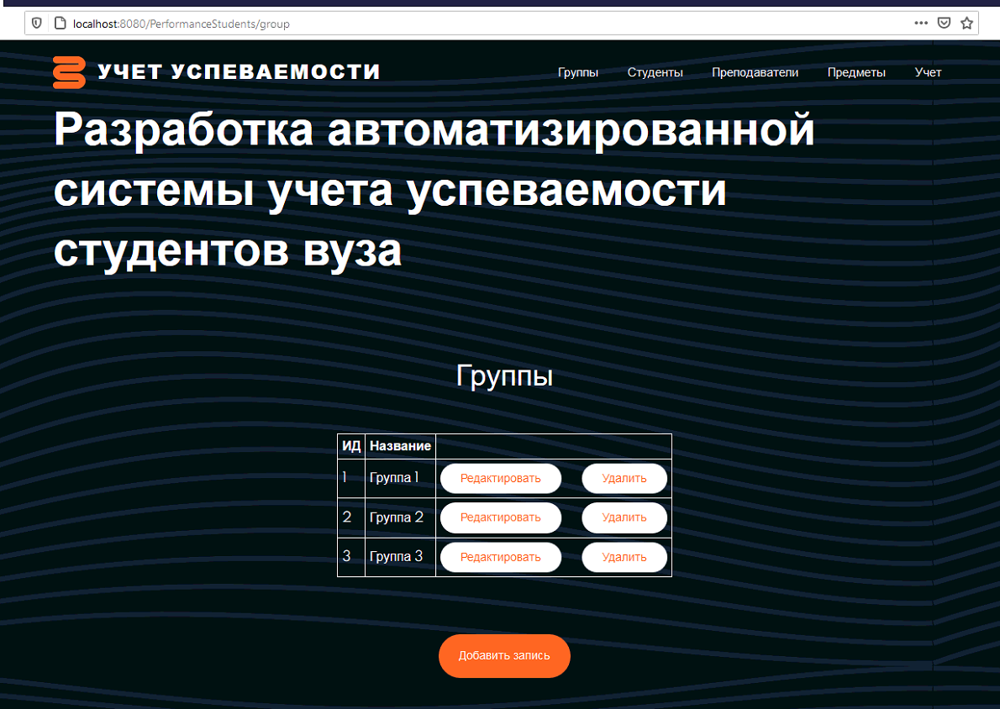 localhost:8080/PerformanceStudents/group
УЧЕТ УСПЕВАЕМОСТИ Группы Студенты Преподаватели Предметы Учет
Разработка автоматизированной
системы учета успеваемости
студентов вуза
Группы
ИД Название
1 Группа 1 Редактировать Удалить
2 Группа 2 Редактировать Удалить
3 Группа 3 Редактировать Удалить
Добавить запись